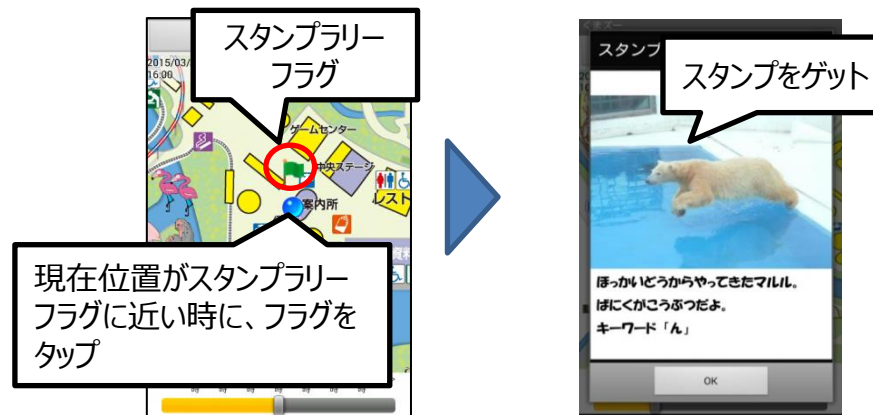 スタンプラリー
フラグ
2015/03/
16:00
ゲームセンター
中央ステージ
案内所
レスト
現在位置がスタンプラリー
フラグに近い時に、フラグを
タップ
スタンプ
スタンプをゲット
ほっかいどうからやってきたマルル。
ばにくがこうぶつだよ。
キーワード「ん」
OK